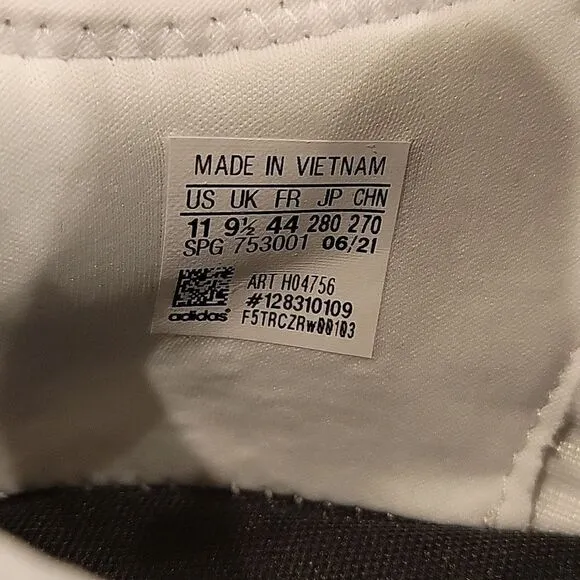 MADE IN VIETNAM
US UK FR JP CHN
11 9½ 44 280 270
SPG 753001 06/21
ART H04756
#128310109
adidas F5TRCZRw00103